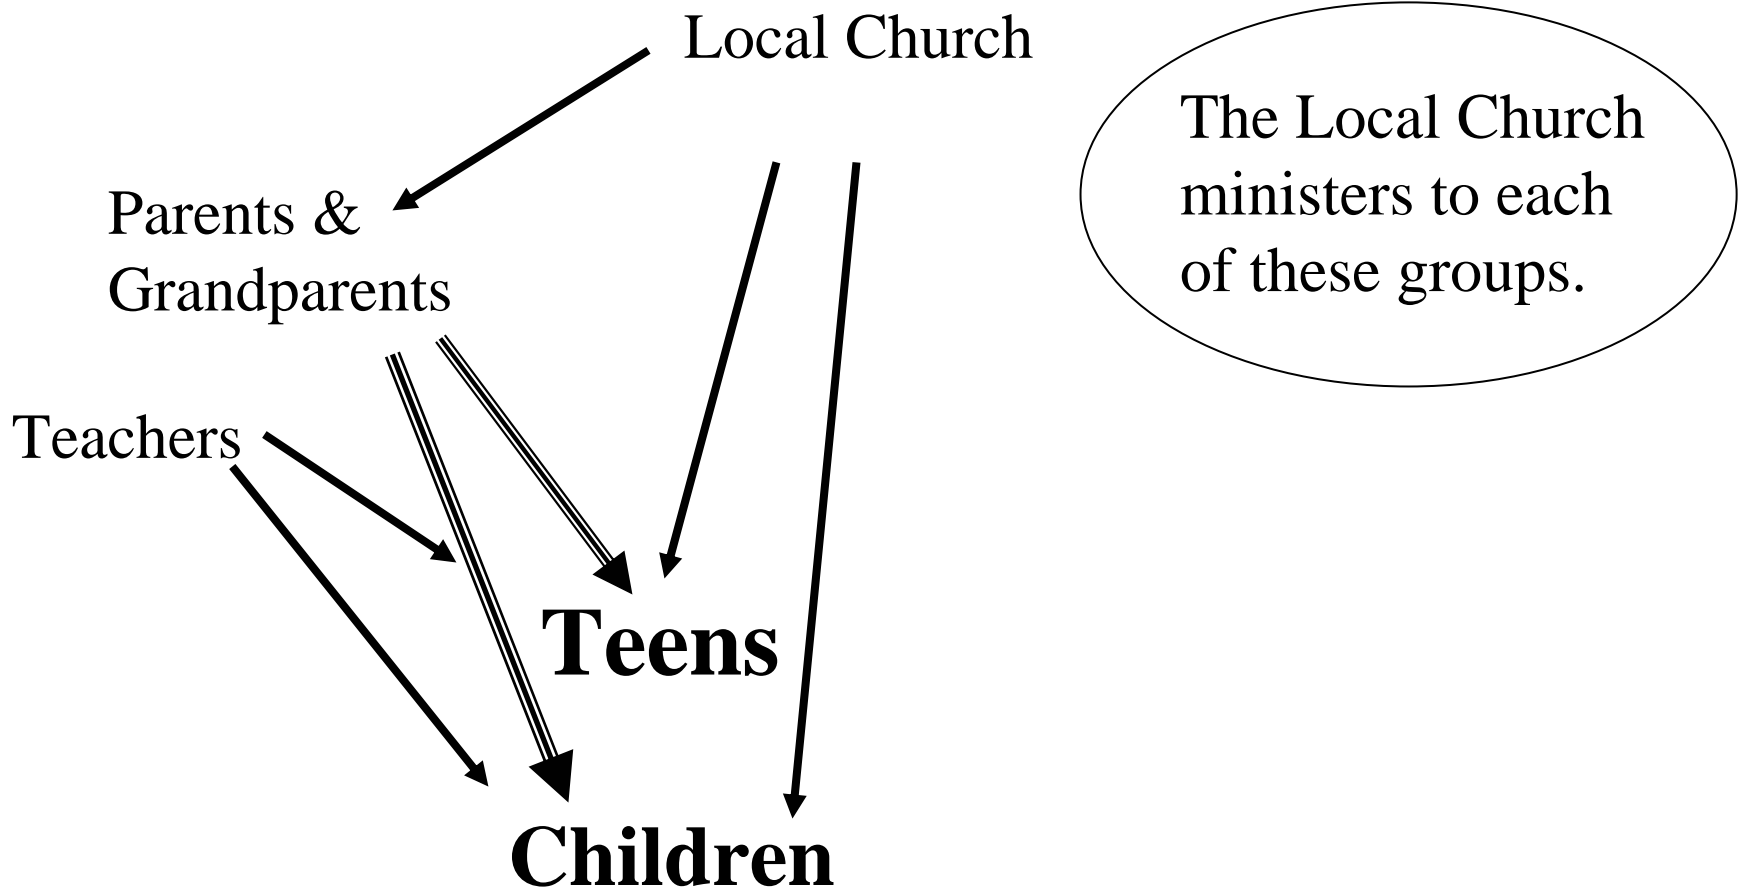 Local Church
The Local Church
ministers to each
of these groups.
Parents &
Grandparents
Teachers
Teens
Children